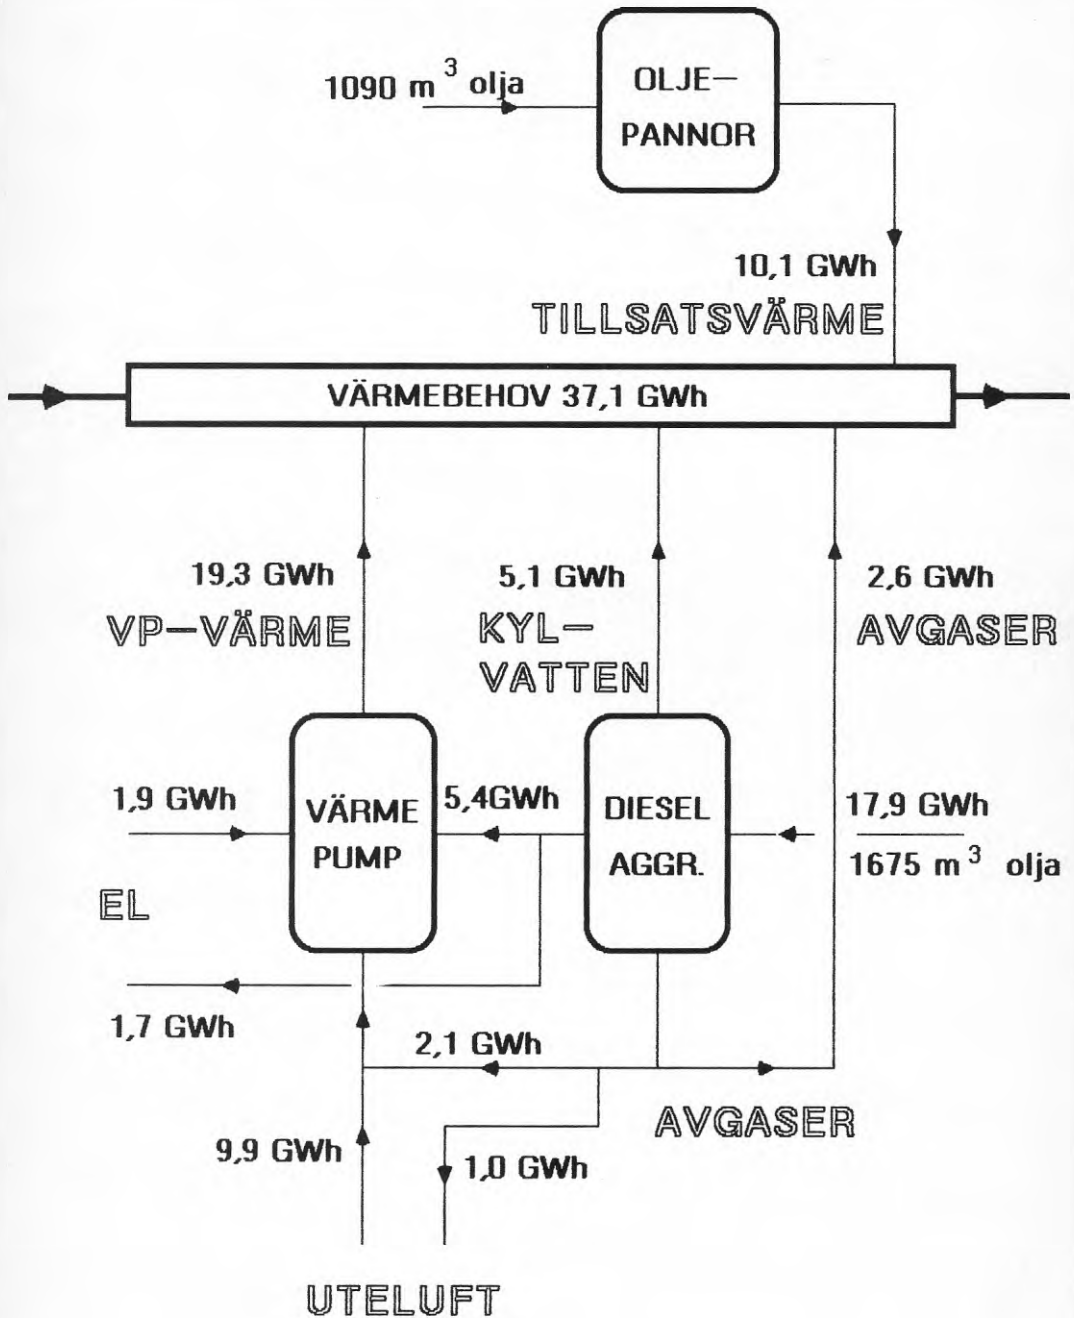 1090 m³ olja
OLJE–
PANNOR
10,1 GWh
TILLSATSVÄRME
VÄRMEBEHOV 37,1 GWh
19,3 GWh
VP–VÄRME
5,1 GWh
KYL–
VATTEN
2,6 GWh
AVGASER
1,9 GWh
VÄRME
PUMP
5,4GWh
DIESEL
AGGR.
17,9 GWh
1675 m³ olja
EL
1,7 GWh
2,1 GWh
AVGASER
9,9 GWh
1,0 GWh
UTELUFT